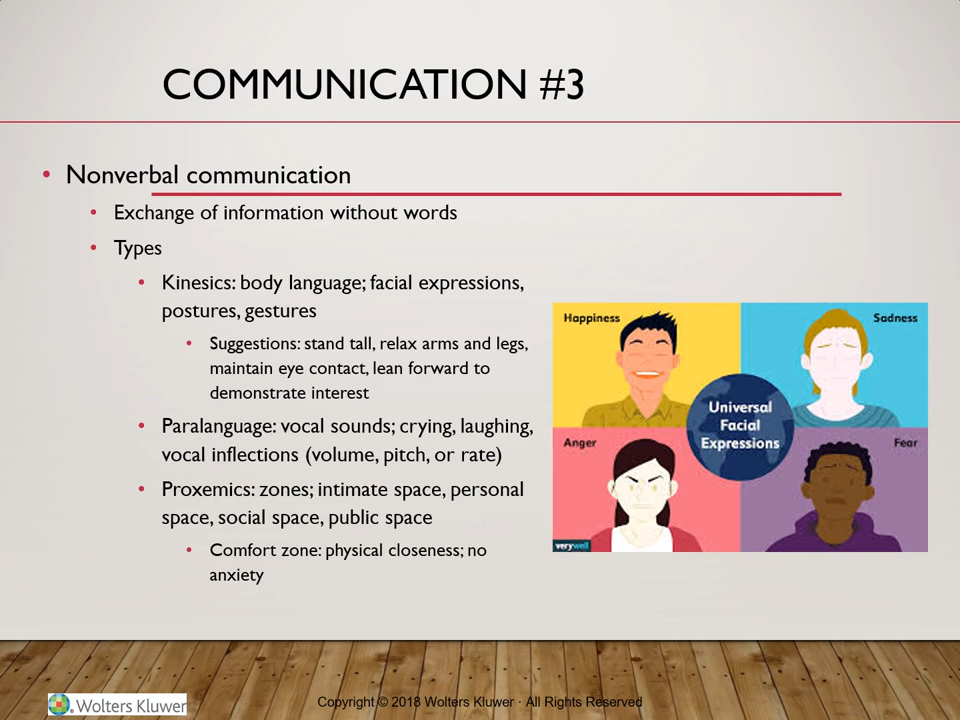 COMMUNICATION #3
• Nonverbal communication
• Exchange of information without words
• Types
• Kinesics: body language; facial expressions,
postures, gestures
• Suggestions: stand tall, relax arms and legs,
maintain eye contact, lean forward to
demonstrate interest
• Paralanguage: vocal sounds; crying, laughing,
vocal inflections (volume, pitch, or rate)
• Proxemics: zones; intimate space, personal
space, social space, public space
• Comfort zone: physical closeness; no
anxiety
Happiness
Sadness
Universal
Facial
Expressions
Anger
Fear
verywell
Wolters Kluwer
Copyright © 2018 Wolters Kluwer · All Rights Reserved